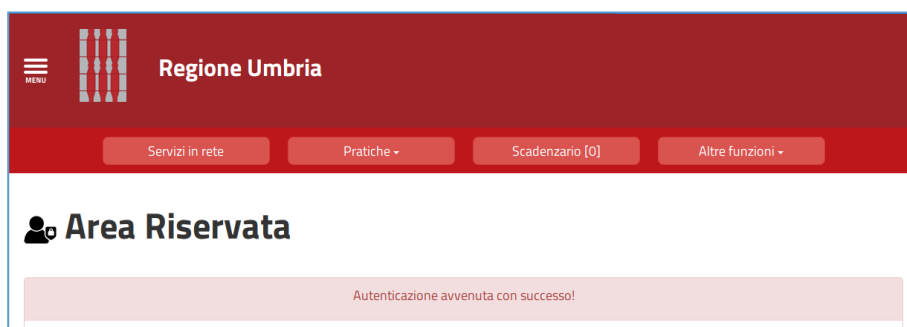 MENU
Regione Umbria
Servizi in rete
Pratiche
Scadenzario [0]
Altre funzioni
Area Riservata
Autenticazione avvenuta con successo!